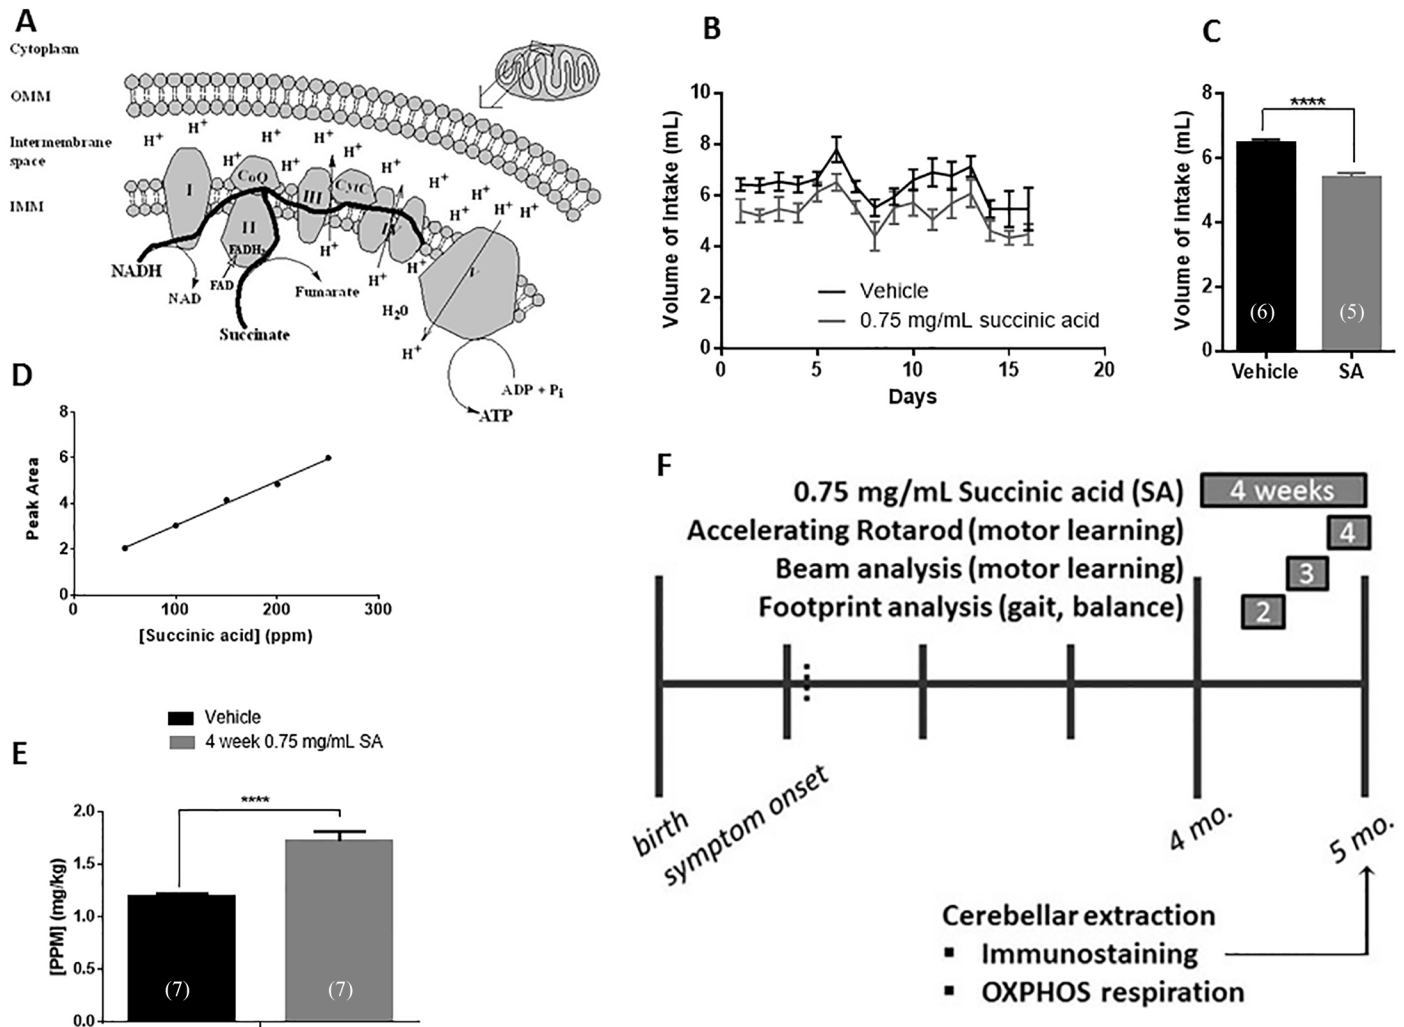 A
Cytoplasm
OMM
Intermembrane
space
IMM
H+
H+
H+
H+
H+
H+
H+
H+
H+
H+
H+
H+
H+
H+
I
CoQ
II
III
CytC
IV
V
FADH2
FAD
NADH
NAD
Fumarate
Succinate
H+
H+
H+
H20
H+
ADP + Pi
ATP
B
Volume of intake (mL)
10
8
6
4
2
0
Vehicle
0.75 mg/mL succinic acid
0
5
10
15
20
Days
C
Volume of intake (mL)
8
6
4
2
0
****
(6)
(5)
Vehicle
SA
D
Peak Area
8
6
4
2
0
0
100
200
300
[Succinic acid] (ppm)
Vehicle
4 week 0.75 mg/mL SA
E
[PPM] (mg/kg)
2.0
1.5
1.0
0.5
0.0
****
(7)
(7)
F
0.75 mg/mL Succinic acid (SA)
4 weeks
Accelerating Rotarod (motor learning)
4
Beam analysis (motor learning)
3
Footprint analysis (gait, balance)
2
birth
symptom onset
4 mo.
5 mo.
Cerebellar extraction
▪ Immunostaining
▪ OXPHOS respiration